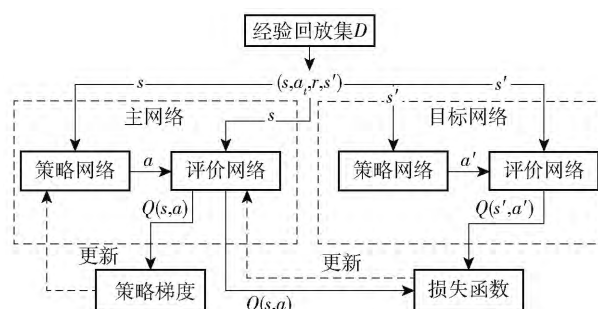 经验回放集D
s
(s,a_t,r,s′)
s′
s
s′
主网络
目标网络
策略网络
a
评价网络
策略网络
a′
评价网络
Q(s,a)
Q(s′,a′)
更新
更新
策略梯度
Q(s,a)
损失函数